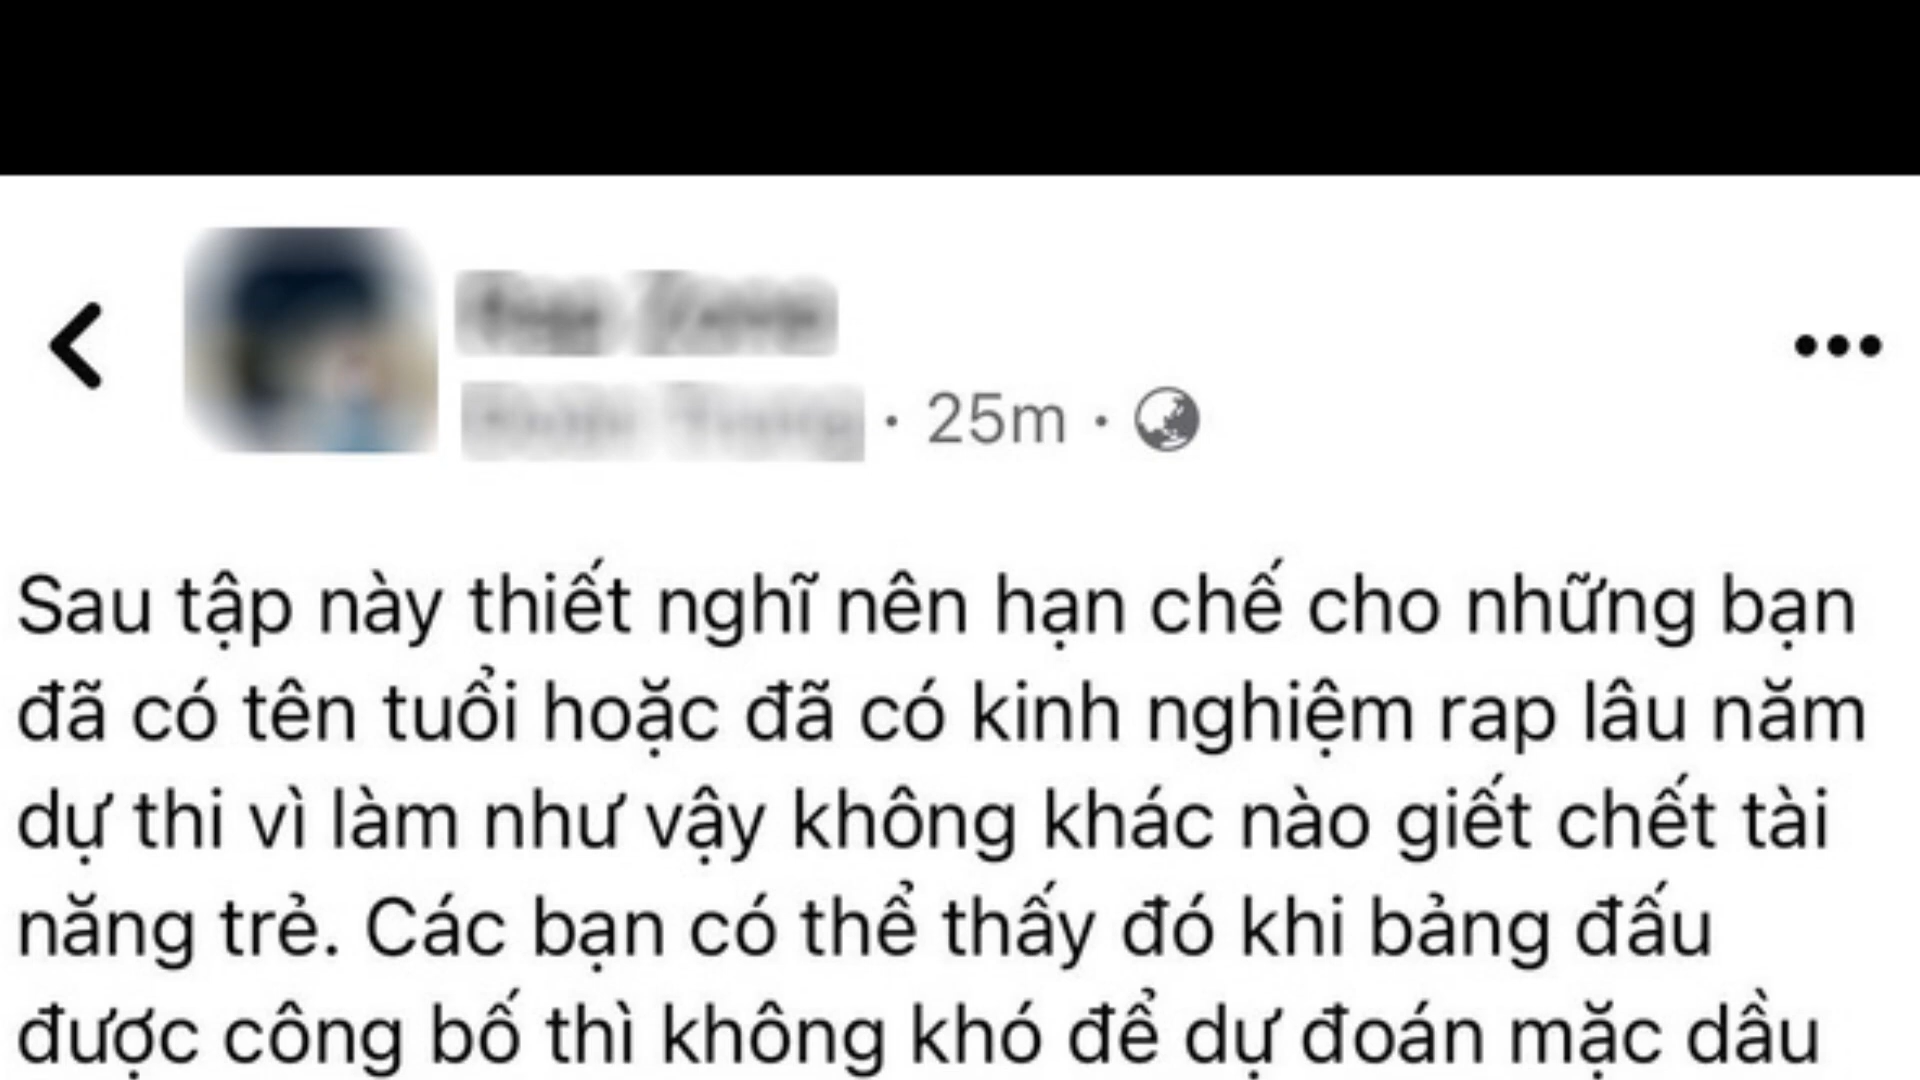 · 25m ·
Sau tập này thiết nghĩ nên hạn chế cho những bạn
đã có tên tuổi hoặc đã có kinh nghiệm rap lâu năm
dự thi vì làm như vậy không khác nào giết chết tài
năng trẻ. Các bạn có thể thấy đó khi bảng đấu
được công bố thì không khó để dự đoán mặc dầu